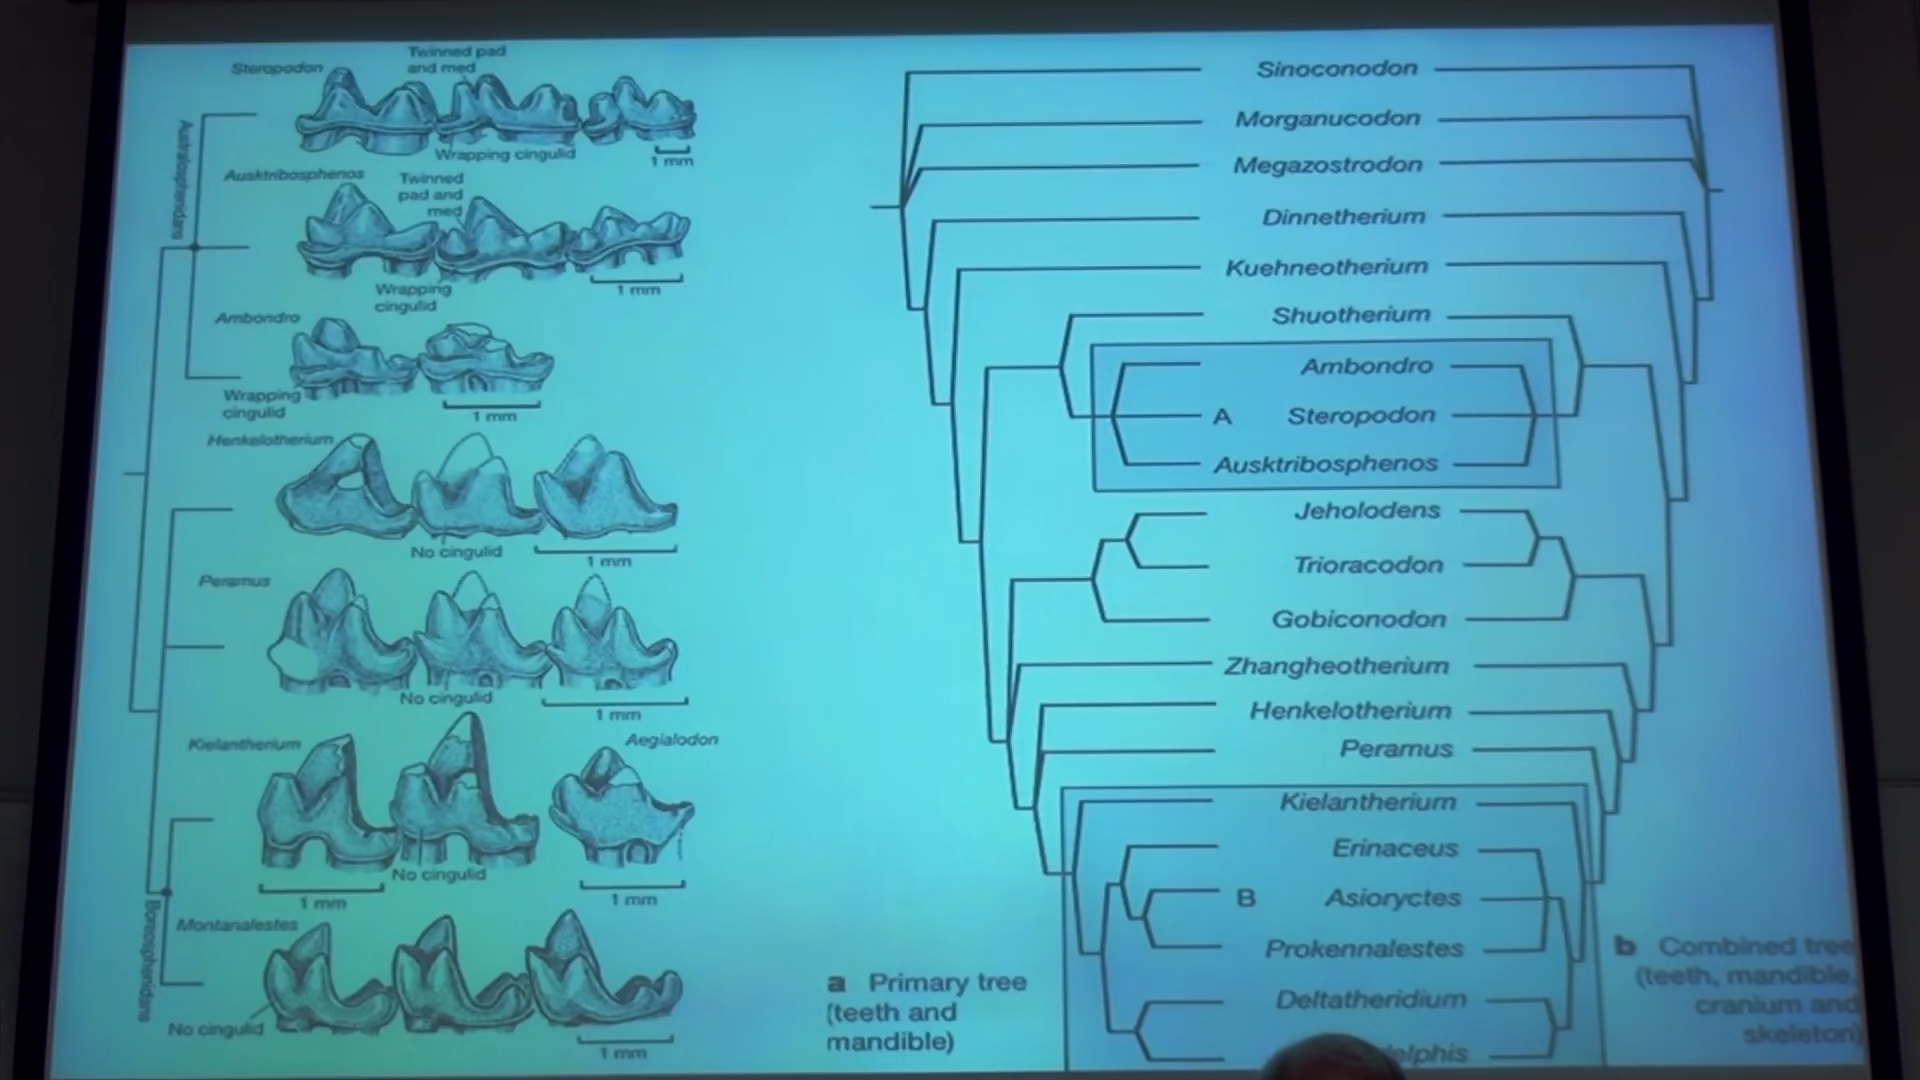 Steropodon
Twinned pad
and med
Wrapping cingulid
1 mm
Australosphenidans
Ausktribosphenos
Twinned
pad and
med
Wrapping
cingulid
1 mm
Ambondro
Wrapping
cingulid
1 mm
Henkelotherium
No cingulid
1 mm
Peramus
No cingulid
1 mm
Kielantherium
Aegialodon
No cingulid
1 mm
1 mm
Boreosphenidans
Montanalestes
No cingulid
1 mm
Sinoconodon
Morganucodon
Megazostrodon
Dinnetherium
Kuehneotherium
Shuotherium
Ambondro
A Steropodon
Ausktribosphenos
Jeholodens
Trioracodon
Gobiconodon
Zhangheotherium
Henkelotherium
Peramus
Kielantherium
Erinaceus
B Asioryctes
Prokennalestes
Deltatheridium
elphis
a Primary tree
(teeth and
mandible)
b Combined tree
(teeth, mandible,
cranium and
skeleton)